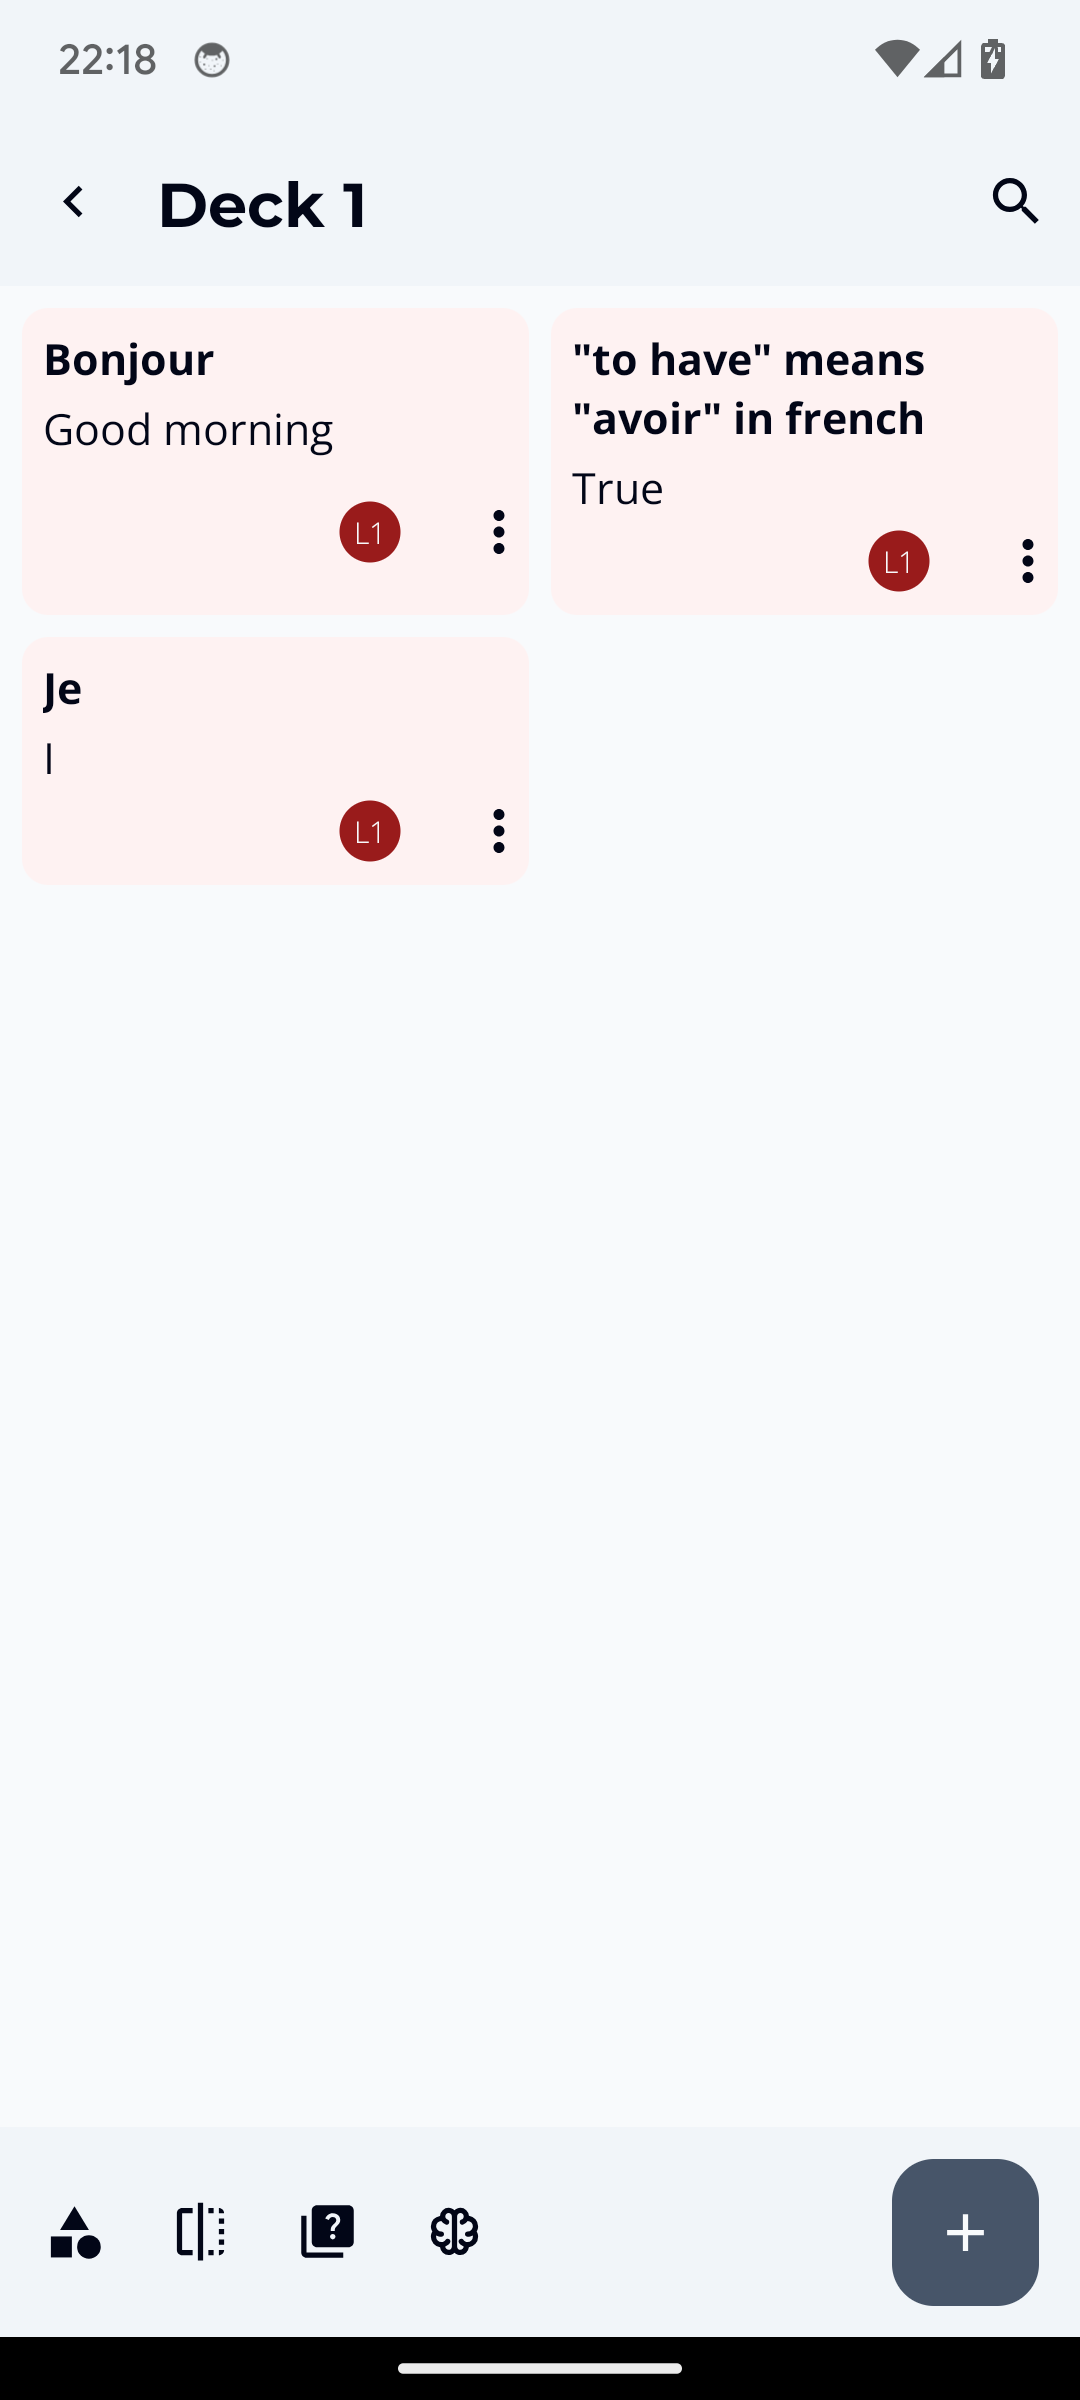 22:18
Deck 1
Bonjour
Good morning
L1
"to have" means
"avoir" in french
True
L1
Je
I
L1
?
+